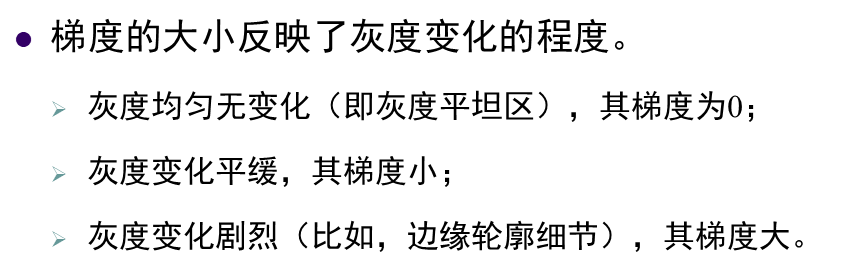 ● 梯度的大小反映了灰度变化的程度。
➢ 灰度均匀无变化（即灰度平坦区），其梯度为0；
➢ 灰度变化平缓，其梯度小；
➢ 灰度变化剧烈（比如，边缘轮廓细节），其梯度大。